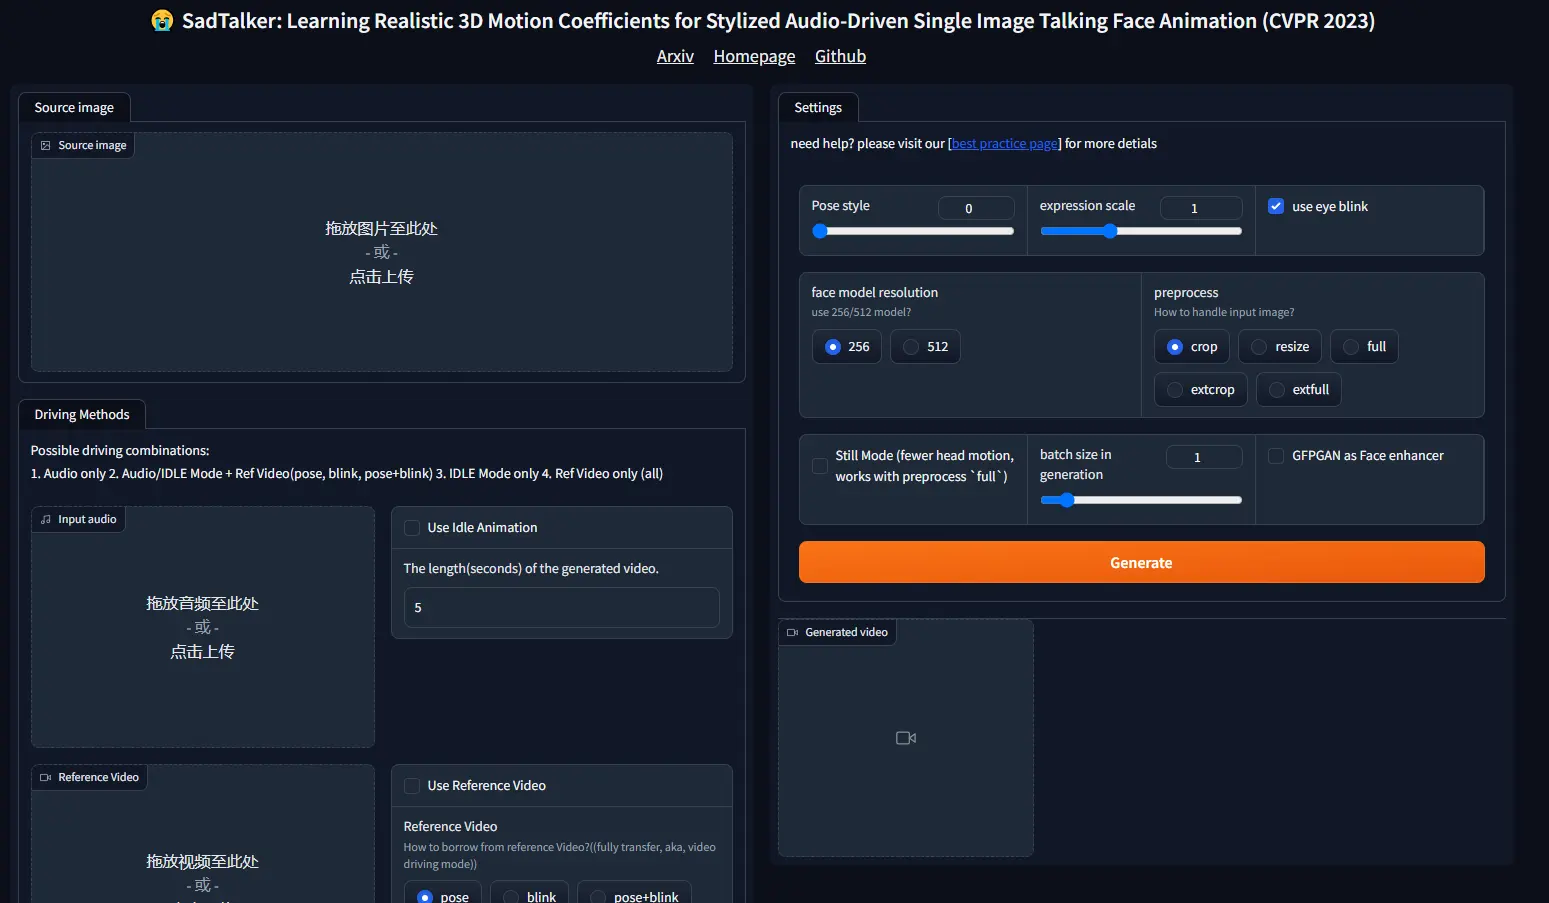 😭 SadTalker: Learning Realistic 3D Motion Coefficients for Stylized Audio-Driven Single Image Talking Face Animation (CVPR 2023)
Arxiv Homepage Github
Source image
Source image
拖放图片至此处
- 或 -
点击上传
Driving Methods
Possible driving combinations:
1. Audio only 2. Audio/IDLE Mode + Ref Video(pose, blink, pose+blink) 3. IDLE Mode only 4. Ref Video only (all)
Input audio
拖放音频至此处
- 或 -
点击上传
Use Idle Animation
The length(seconds) of the generated video.
5
Reference Video
拖放视频至此处
- 或 -
Use Reference Video
Reference Video
How to borrow from reference Video?((fully transfer, aka, video
driving mode))
pose blink pose+blink
Settings
need help? please visit our [best practice page] for more detials
Pose style 0
expression scale 1
use eye blink
face model resolution
use 256/512 model?
256 512
preprocess
How to handle input image?
crop resize full
extcrop extfull
Still Mode (fewer head motion,
works with preprocess `full`)
batch size in
generation
1
GFPGAN as Face enhancer
Generate
Generated video